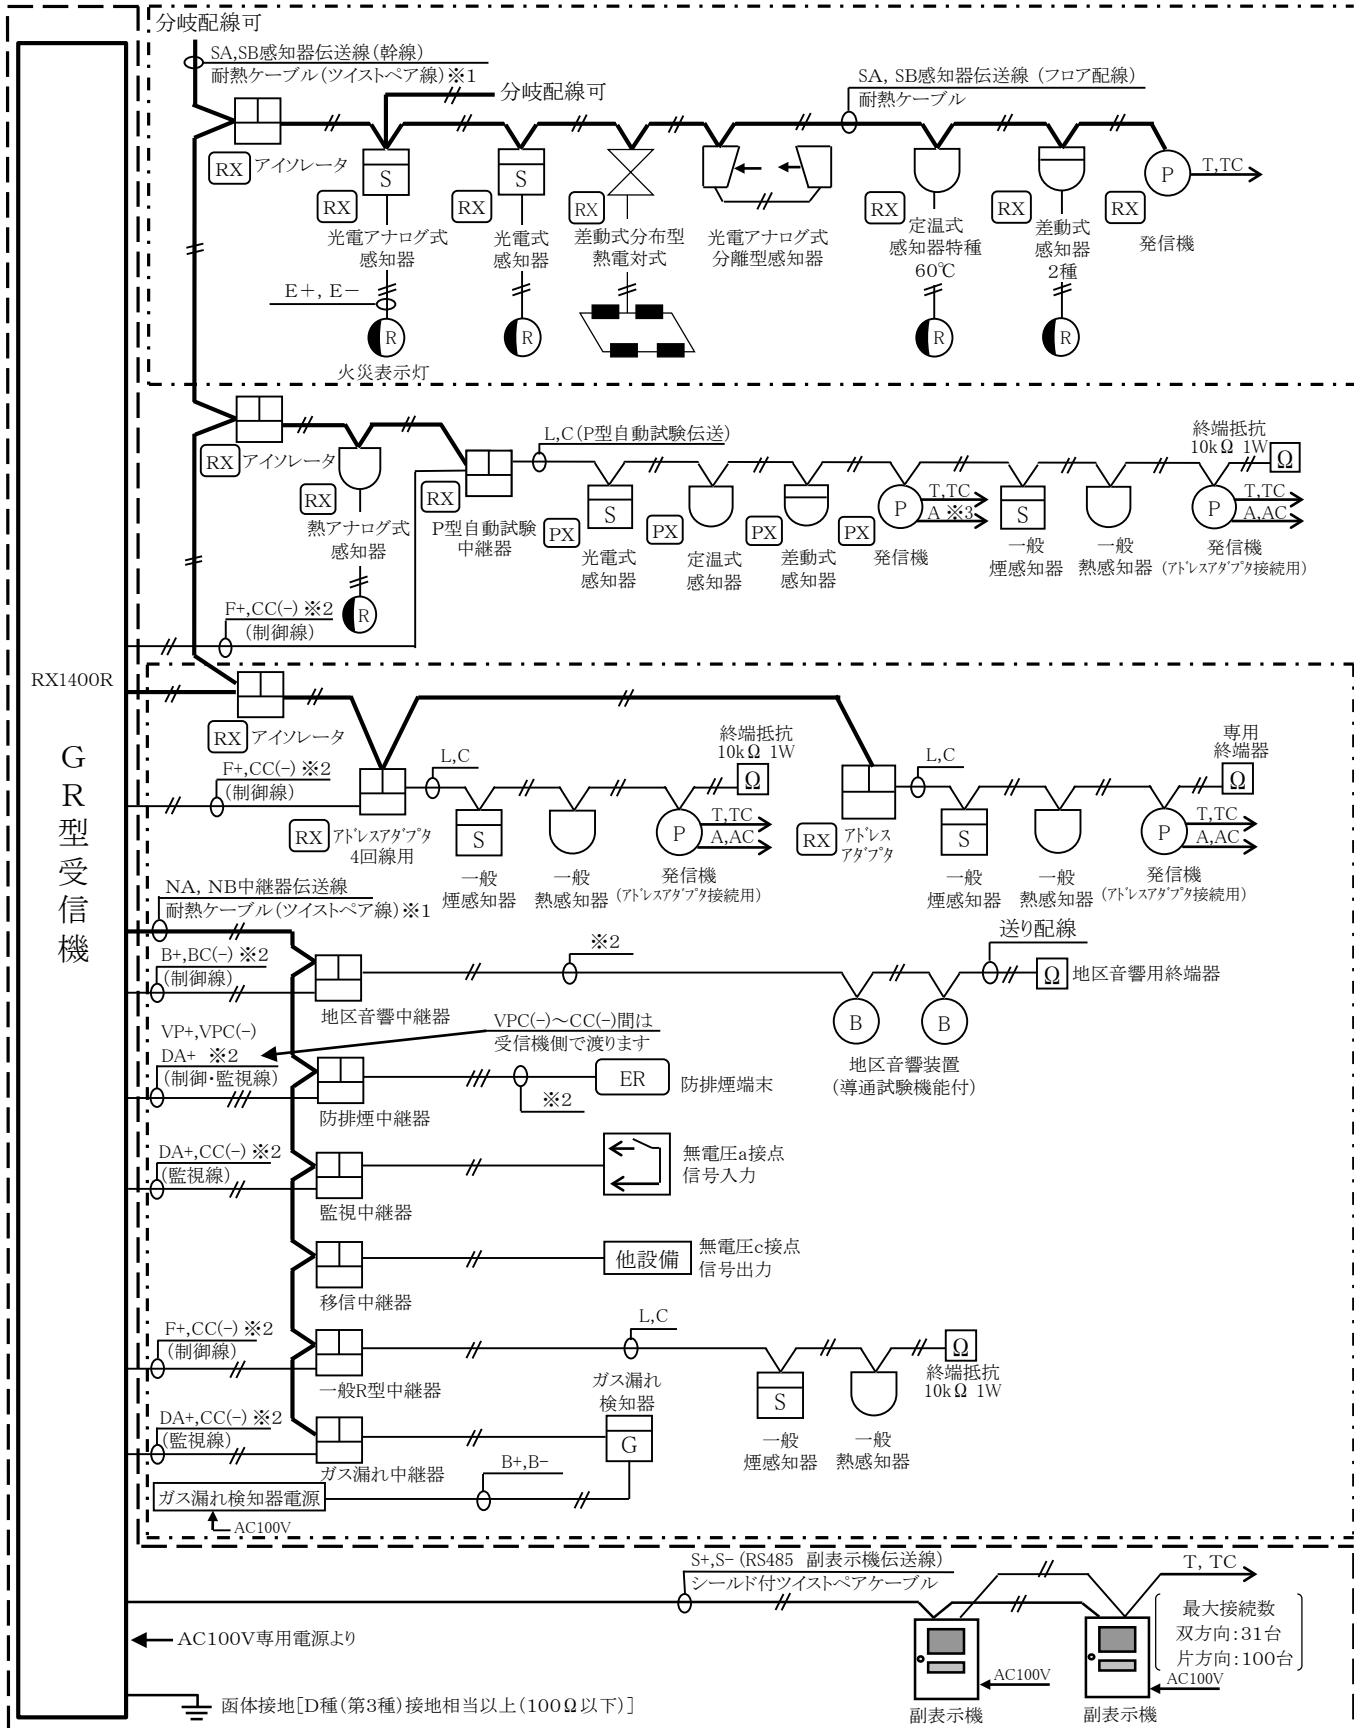 分岐配線可
SA,SB感知器伝送線(幹線)
耐熱ケーブル(ツイストペア線)※1
分岐配線可
SA, SB感知器伝送線 (フロア配線)
耐熱ケーブル
RX
アイソレータ
S
S
P
T,TC
RX
RX
RX
RX
RX
RX
光電アナログ式
感知器
光電式
感知器
差動式分布型
熱電対式
光電アナログ式
分離型感知器
定温式
感知器特種
60℃
差動式
感知器
2種
発信機
E+, E−
R
R
R
R
火災表示灯
RX
アイソレータ
RX
熱アナログ式
感知器
R
RX
P型自動試験
中継器
L,C(P型自動試験伝送)
終端抵抗
10kΩ 1W
Ω
S
PX
光電式
感知器
PX
定温式
感知器
PX
差動式
感知器
P
PX
発信機
T,TC
A ※3
S
一般
煙感知器
一般
熱感知器
P
T,TC
A,AC
発信機
(アドレスアダプタ接続用)
F+,CC(-) ※2
(制御線)
RX1400R
GR型受信機
RX
アイソレータ
F+,CC(-) ※2
(制御線)
RX
アドレスアダプタ
4回線用
L,C
終端抵抗
10kΩ 1W
Ω
S
P
T,TC
A,AC
一般
煙感知器
一般
熱感知器
発信機
(アドレスアダプタ接続用)
RX
アドレス
アダプタ
L,C
専用
終端器
Ω
S
P
T,TC
A,AC
一般
煙感知器
一般
熱感知器
発信機
(アドレスアダプタ接続用)
NA, NB中継器伝送線
耐熱ケーブル(ツイストペア線)※1
B+,BC(-) ※2
(制御線)
地区音響中継器
※2
送り配線
Ω
地区音響用終端器
B
B
地区音響装置
(導通試験機能付)
VP+,VPC(-)
DA+ ※2
(制御・監視線)
VPC(-)～CC(-)間は
受信機側で渡ります
防排煙中継器
※2
ER
防排煙端末
DA+,CC(-) ※2
(監視線)
監視中継器
無電圧a接点
信号入力
移信中継器
他設備
無電圧c接点
信号出力
F+,CC(-) ※2
(制御線)
一般R型中継器
L,C
S
一般
煙感知器
一般
熱感知器
Ω
終端抵抗
10kΩ 1W
DA+,CC(-) ※2
(監視線)
ガス漏れ中継器
ガス漏れ
検知器
G
B+,B-
ガス漏れ検知器電源
AC100V
S+,S- (RS485 副表示機伝送線)
シールド付ツイストペアケーブル
T, TC
最大接続数
双方向:31台
片方向:100台
AC100V
AC100V
副表示機
副表示機
AC100V専用電源より
函体接地[D種(第3種)接地相当以上(100Ω以下)]